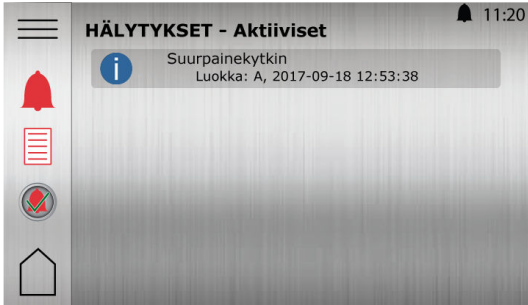 11:20
HÄLYTYKSET - Aktiiviset
Suurpainekytkin
Luokka: A, 2017-09-18 12:53:38